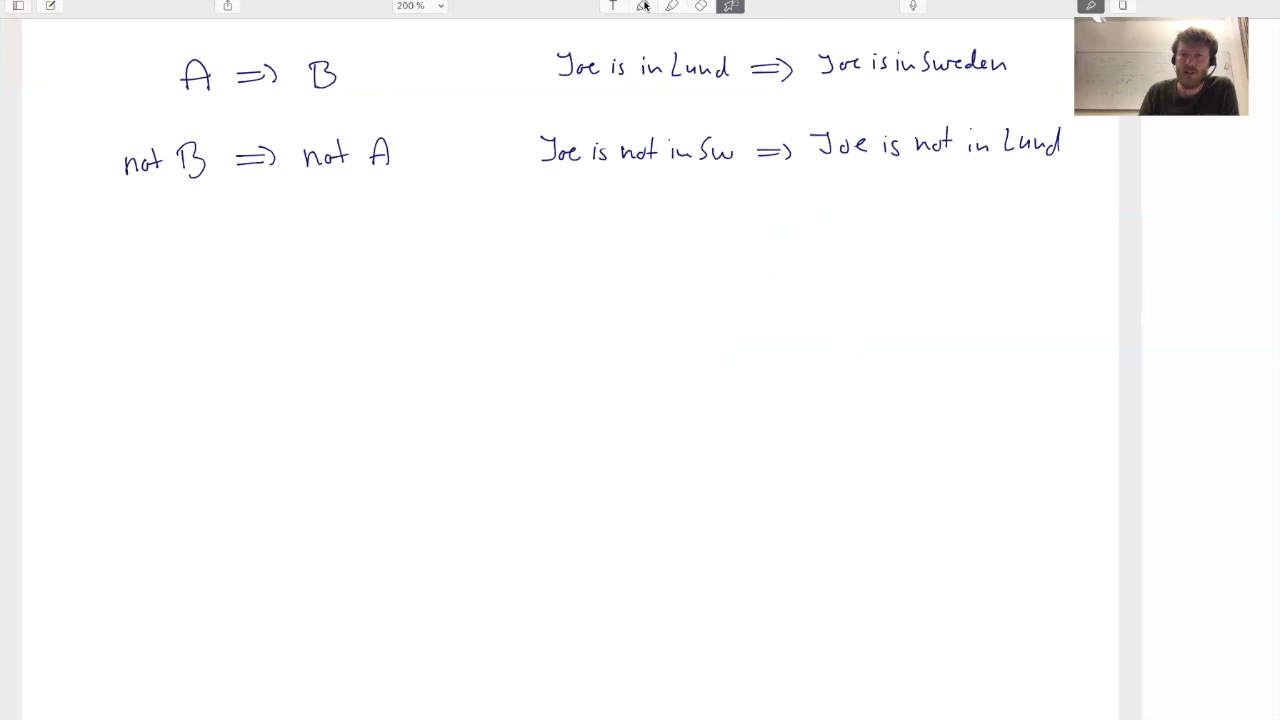 200 %
T
A => B
Joe is in Lund => Joe is in Sweden
not B => not A
Joe is not in Sw => Joe is not in Lund